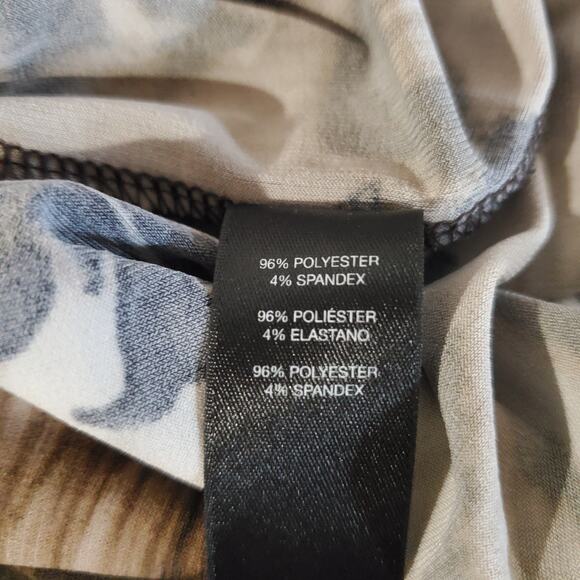 96% POLYESTER
4% SPANDEX
96% POLIÉSTER
4% ELASTANO
96% POLYESTER
4% SPANDEX